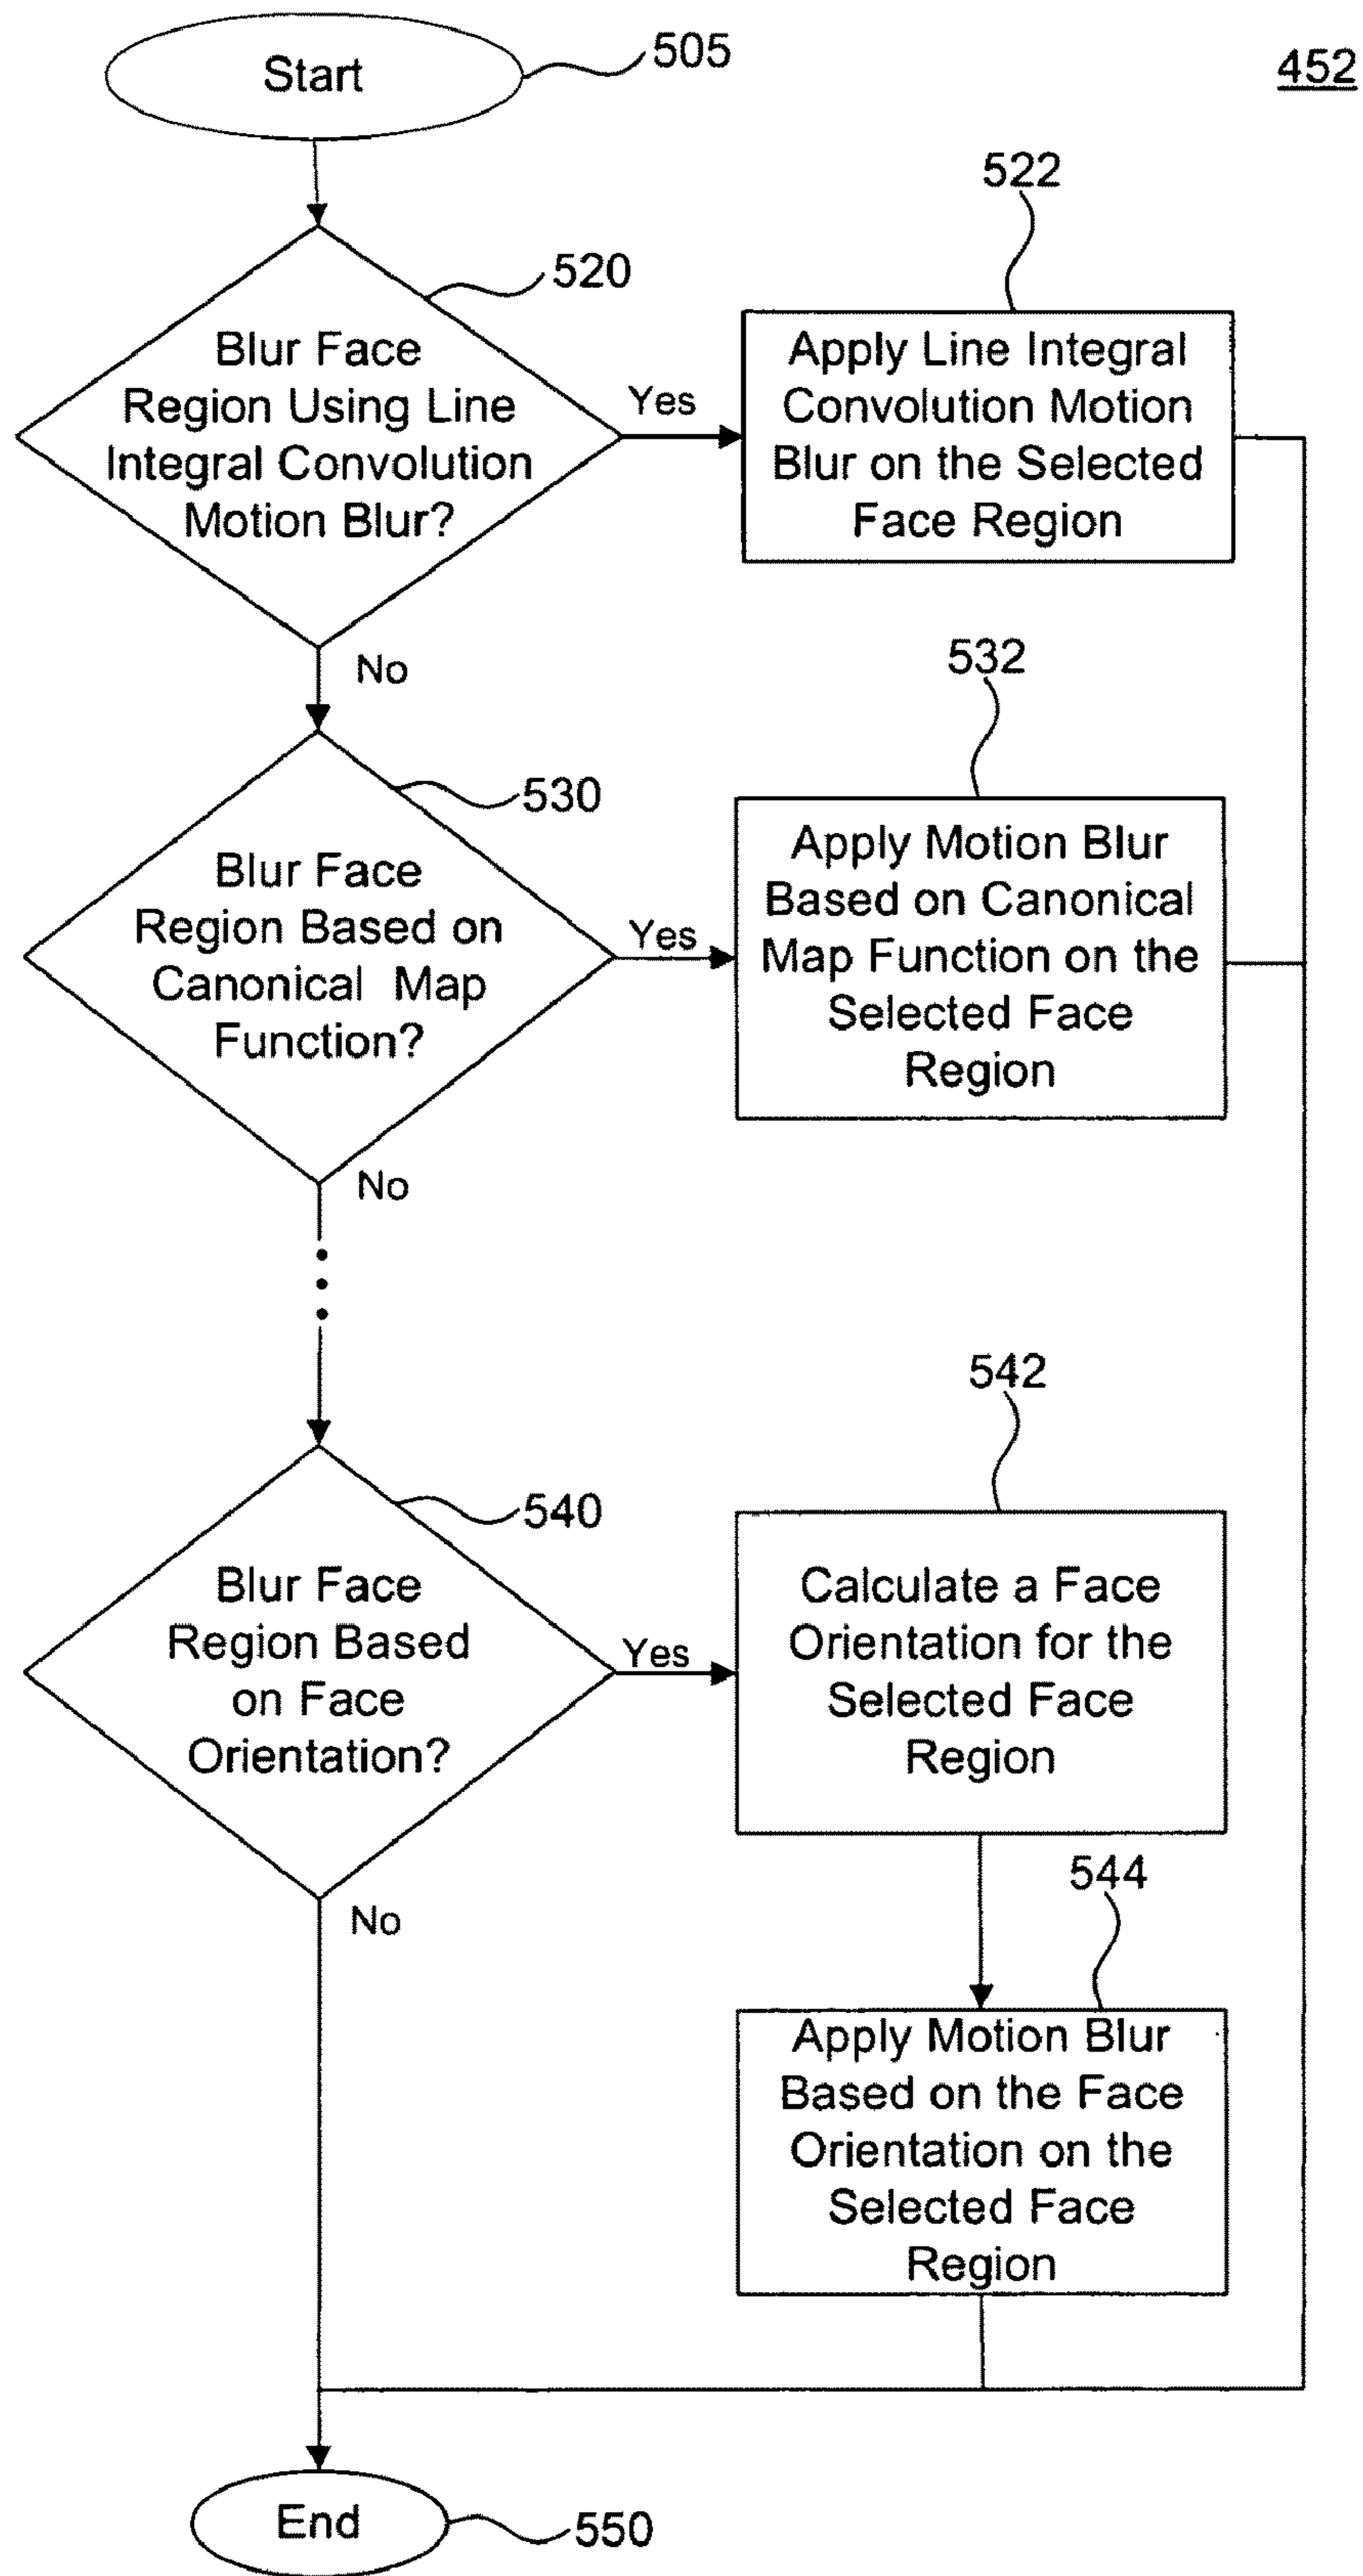 Start
505
452
520
522
Blur Face
Region Using Line
Integral Convolution
Motion Blur?
Yes
Apply Line Integral
Convolution Motion
Blur on the Selected
Face Region
No
530
532
Blur Face
Region Based on
Canonical Map
Function?
Yes
Apply Motion Blur
Based on Canonical
Map Function on the
Selected Face
Region
No
540
542
Blur Face
Region Based
on Face
Orientation?
Yes
Calculate a Face
Orientation for the
Selected Face
Region
No
544
Apply Motion Blur
Based on the Face
Orientation on the
Selected Face
Region
End
550